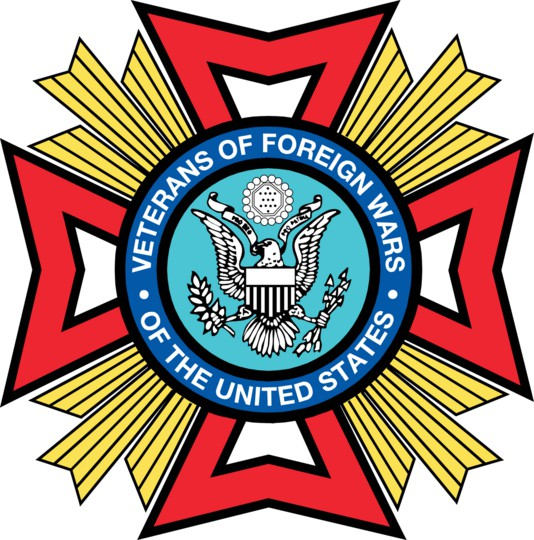 VETERANS OF FOREIGN WARS
OF THE UNITED STATES